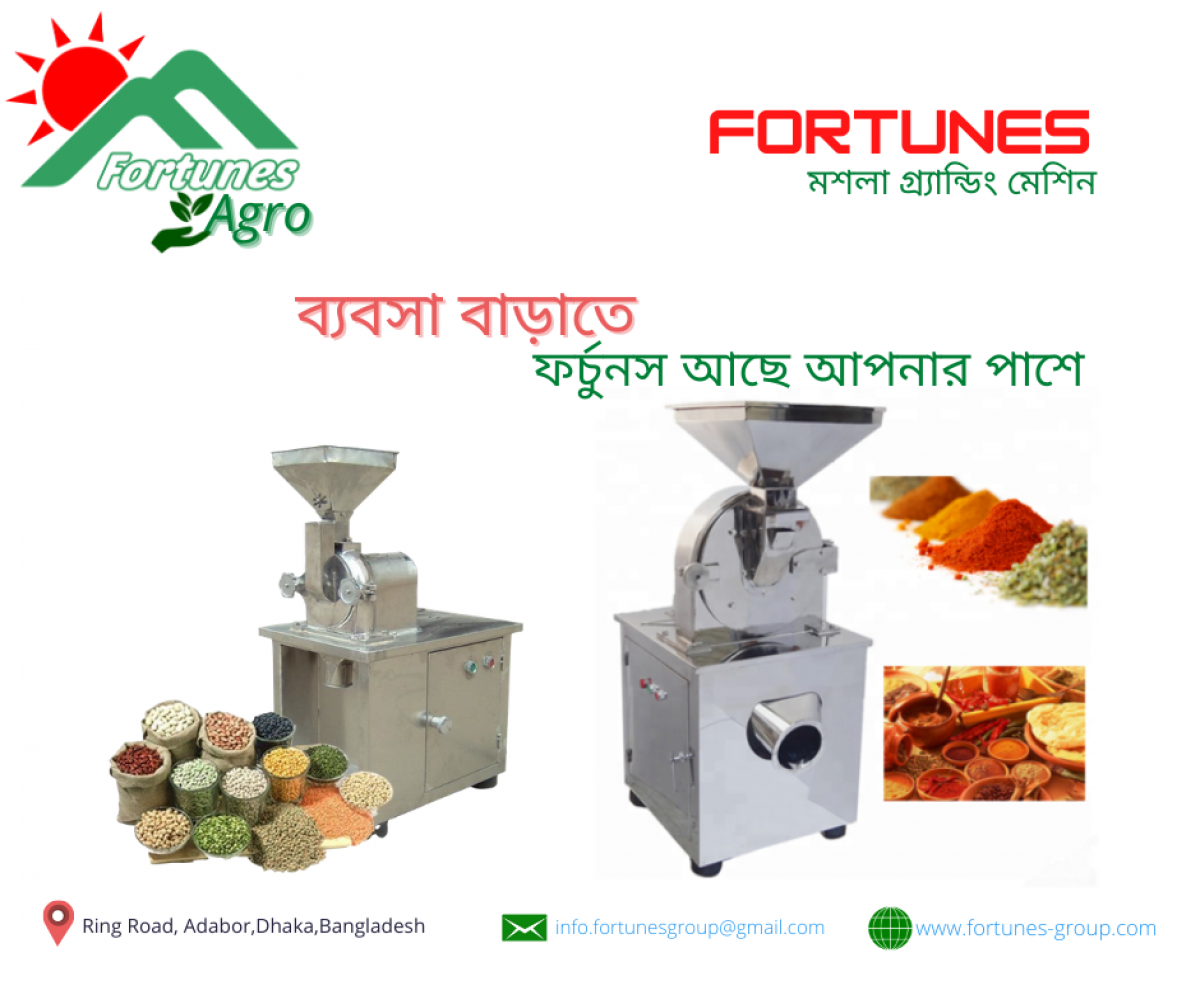 Fortunes
Agro
FORTUNES
মশলা গ্র্যান্ডিং মেশিন
ব্যবসা বাড়াতে
ফর্চুনস আছে আপনার পাশে
Ring Road, Adabor,Dhaka,Bangladesh
info.fortunesgroup@gmail.com
www.fortunes-group.com